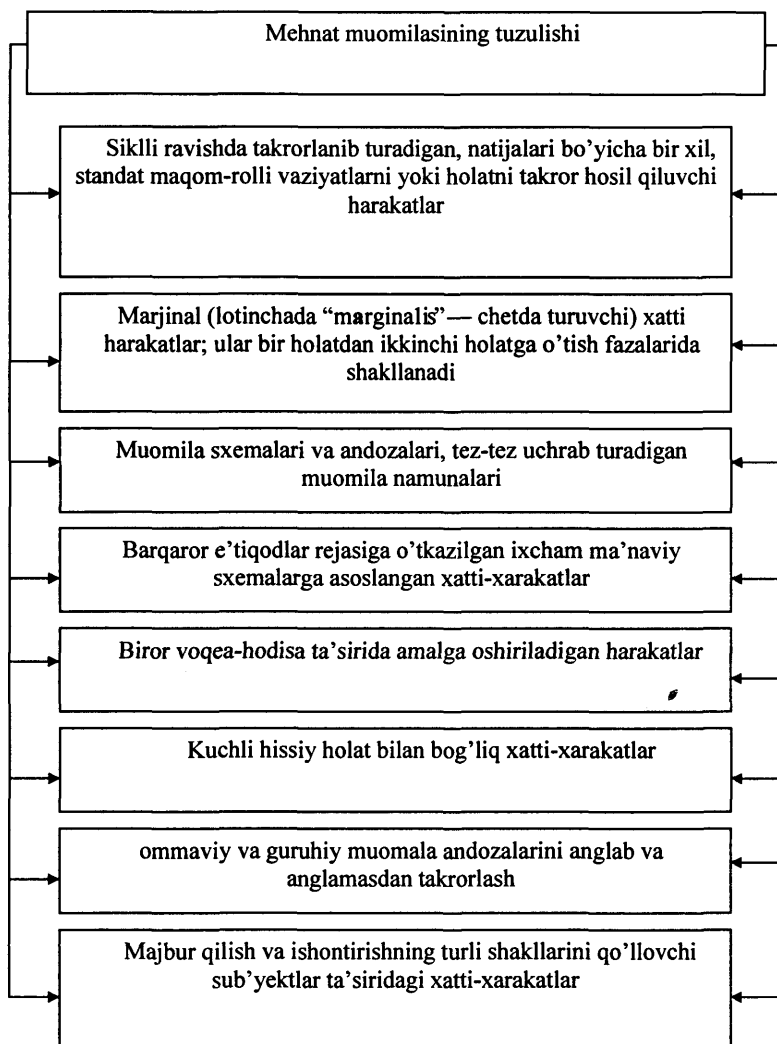 Mehnat muomilasining tuzulishi
Siklli ravishda takrorlanib turadigan, natijalari bo’yicha bir xil,
standat maqom-rolli vaziyatlarni yoki holatni takror hosil qiluvchi
harakatlar
Marjinal (lotinchada “marginalis”— chetda turuvchi) xatti
harakatlar; ular bir holatdan ikkinchi holatga o’tish fazalarida
shakllanadi
Muomila sxemalari va andozalari, tez-tez uchrab turadigan
muomila namunalari
Barqaror e’tiqodlar rejasiga o’tkazilgan ixcham ma’naviy
sxemalarga asoslangan xatti-xarakatlar
Biror voqea-hodisa ta’sirida amalga oshiriladigan harakatlar
Kuchli hissiy holat bilan bog’liq xatti-xarakatlar
ommaviy va guruhiy muomala andozalarini anglab va
anglamasdan takrorlash
Majbur qilish va ishontirishning turli shakllarini qo’llovchi
sub’yektlar ta’siridagi xatti-xarakatlar